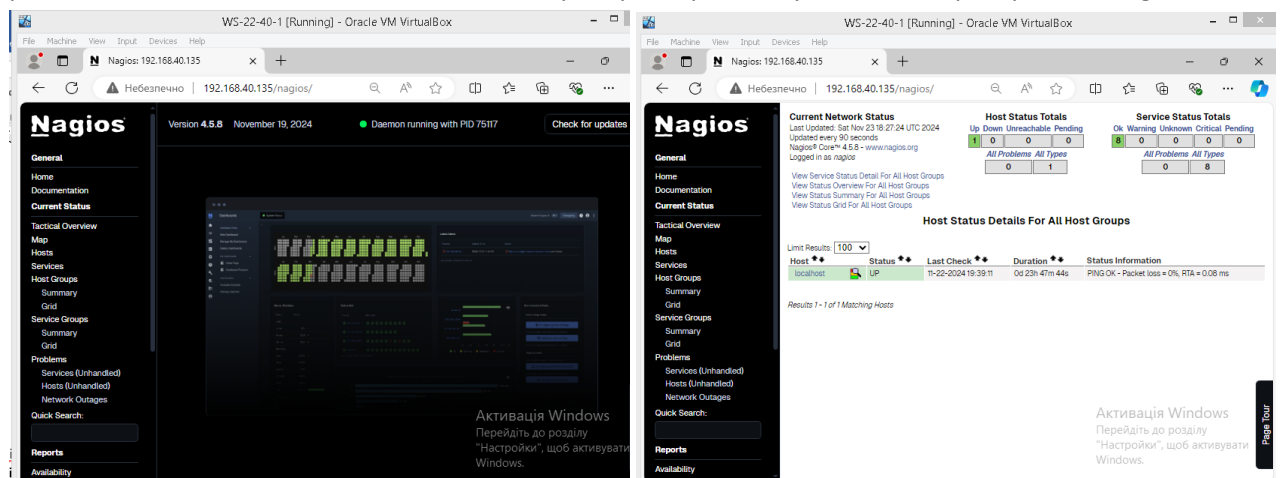 WS-22-40-1 [Running] - Oracle VM VirtualBox
File Machine View Input Devices Help
Nagios: 192.168.40.135
Небезпечно 192.168.40.135/nagios/
Nagios
General
Home
Documentation
Current Status
Tactical Overview
Map
Hosts
Services
Host Groups
Summary
Grid
Service Groups
Summary
Grid
Problems
Services (Unhandled)
Hosts (Unhandled)
Network Outages
Quick Search:
Reports
Availability
Version 4.5.8 November 19, 2024
Daemon running with PID 75117
Check for updates
Активація Windows
Перейдіть до розділу
"Настройки", щоб активувати
Windows.
WS-22-40-1 [Running] - Oracle VM VirtualBox
File Machine View Input Devices Help
Nagios: 192.168.40.135
Небезпечно 192.168.40.135/nagios/
Nagios
General
Home
Documentation
Current Status
Tactical Overview
Map
Hosts
Services
Host Groups
Summary
Grid
Service Groups
Summary
Grid
Problems
Services (Unhandled)
Hosts (Unhandled)
Network Outages
Quick Search:
Reports
Availability
Current Network Status
Last Updated: Sat Nov 23 18:27:24 UTC 2024
Updated every 90 seconds
Nagios® Core™ 4.5.8 - www.nagios.org
Logged in as nagios
View Service Status Detail For All Host Groups
View Status Overview For All Host Groups
View Status Summary For All Host Groups
View Status Grid For All Host Groups
Host Status Totals
Up Down Unreachable Pending
1 0 0 0
All Problems All Types
0 1
Service Status Totals
Ok Warning Unknown Critical Pending
8 0 0 0 0
All Problems All Types
0 8
Host Status Details For All Host Groups
Limit Results: 100
Host Status Last Check Duration Status Information
localhost UP 11-22-2024 19:39:11 0d 23h 47m 44s PING OK - Packet loss = 0%, RTA = 0.08 ms
Results 1 - 1 of 1 Matching Hosts
Page Tour
Активація Windows
Перейдіть до розділу
"Настройки", щоб активувати
Windows.